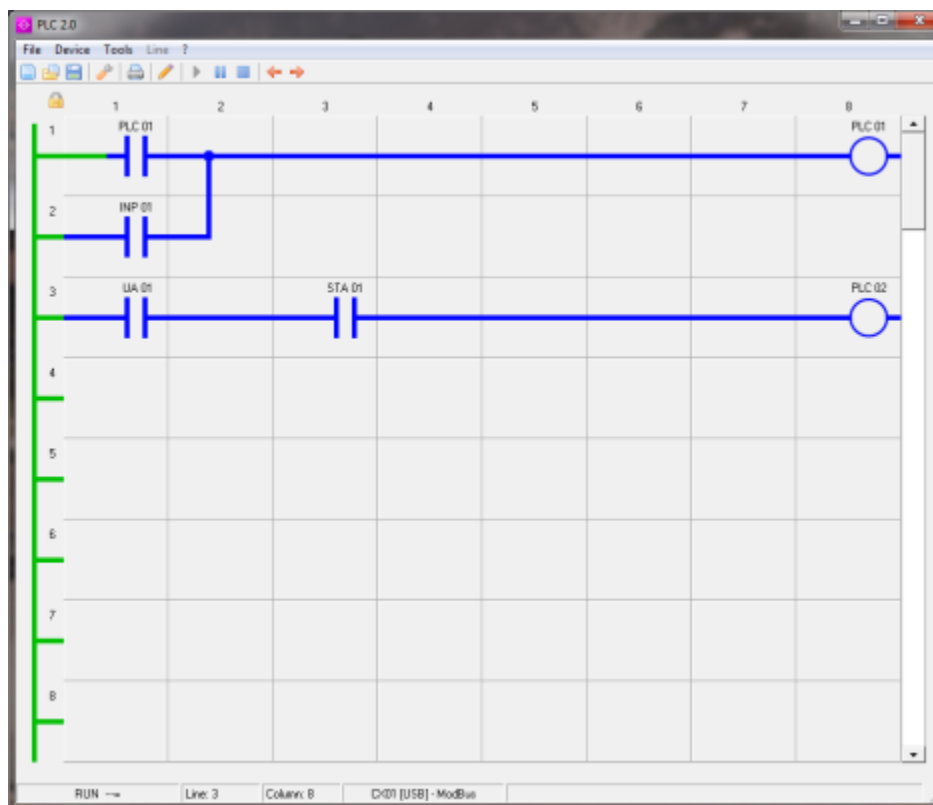 PLC 2.0
File Device Tools Line ?
1 2 3 4 5 6 7 8
1 PLC 01 PLC 01
2 INP 01
3 UA 01 STA 01 PLC 02
4
5
6
7
8
RUN Line: 3 Column: 8 CX01 [USB] - ModBus